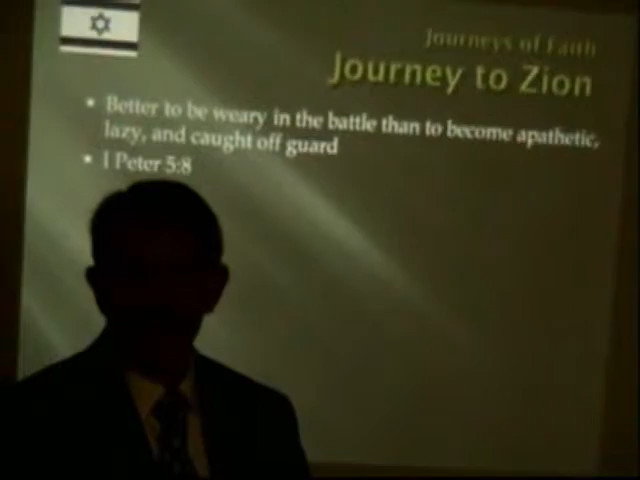 Journeys of Faith
Journey to Zion
▪ Better to be weary in the battle than to become apathetic,
lazy, and caught off guard
▪ I Peter 5:8